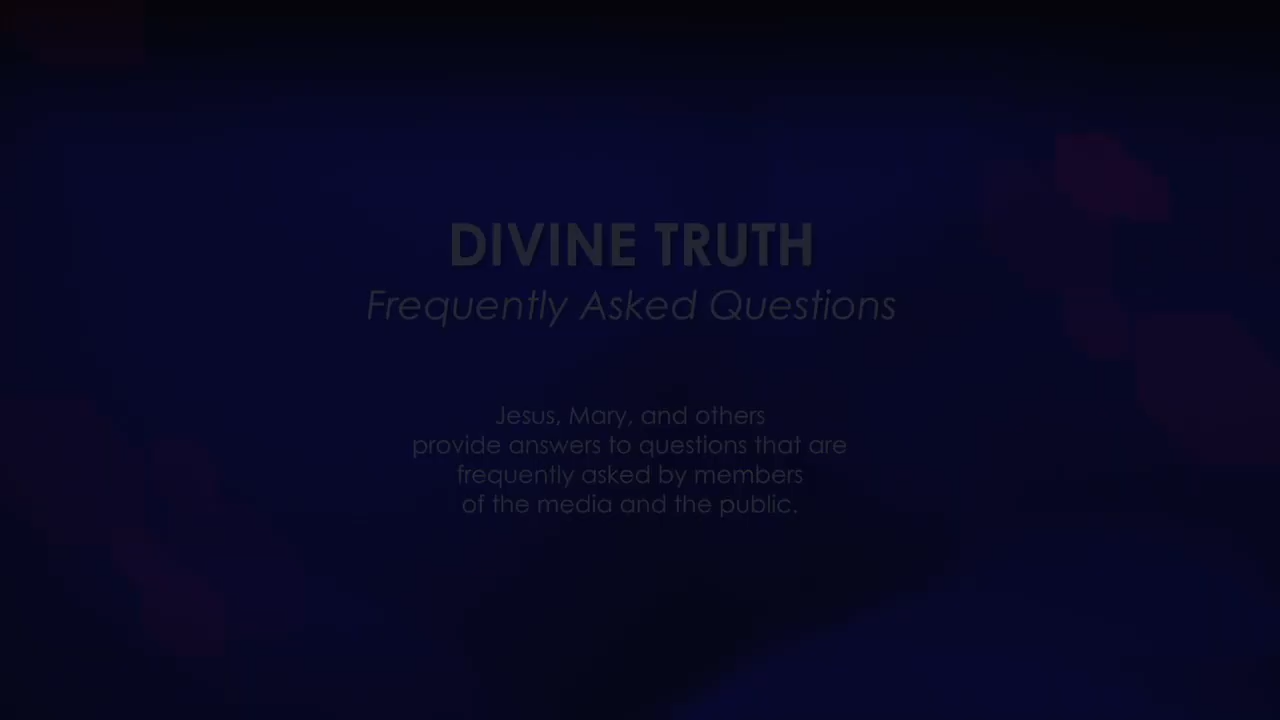 DIVINE TRUTH
Frequently Asked Questions
Jesus, Mary, and others
provide answers to questions that are
frequently asked by members
of the media and the public.